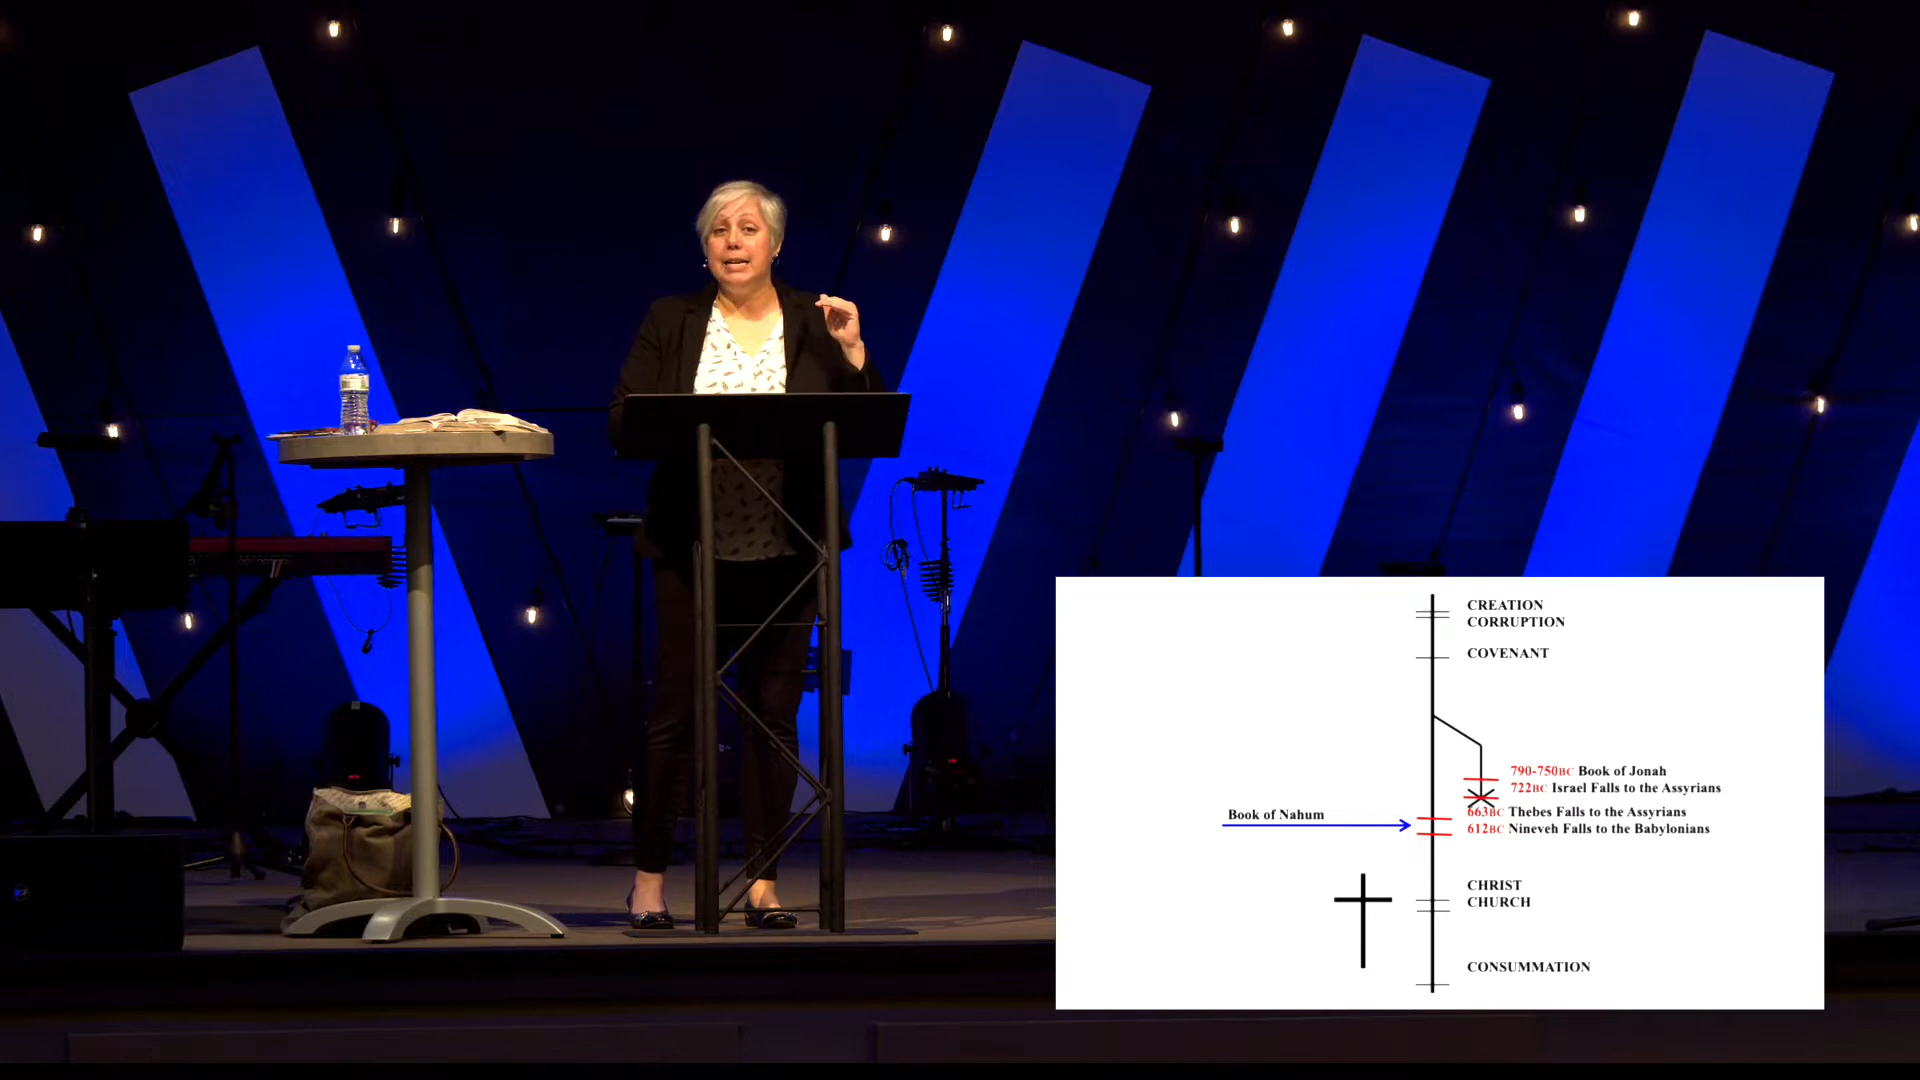 CREATION
CORRUPTION
COVENANT
790-750BC Book of Jonah
722BC Israel Falls to the Assyrians
663BC Thebes Falls to the Assyrians
Book of Nahum
612BC Nineveh Falls to the Babylonians
CHRIST
CHURCH
CONSUMMATION